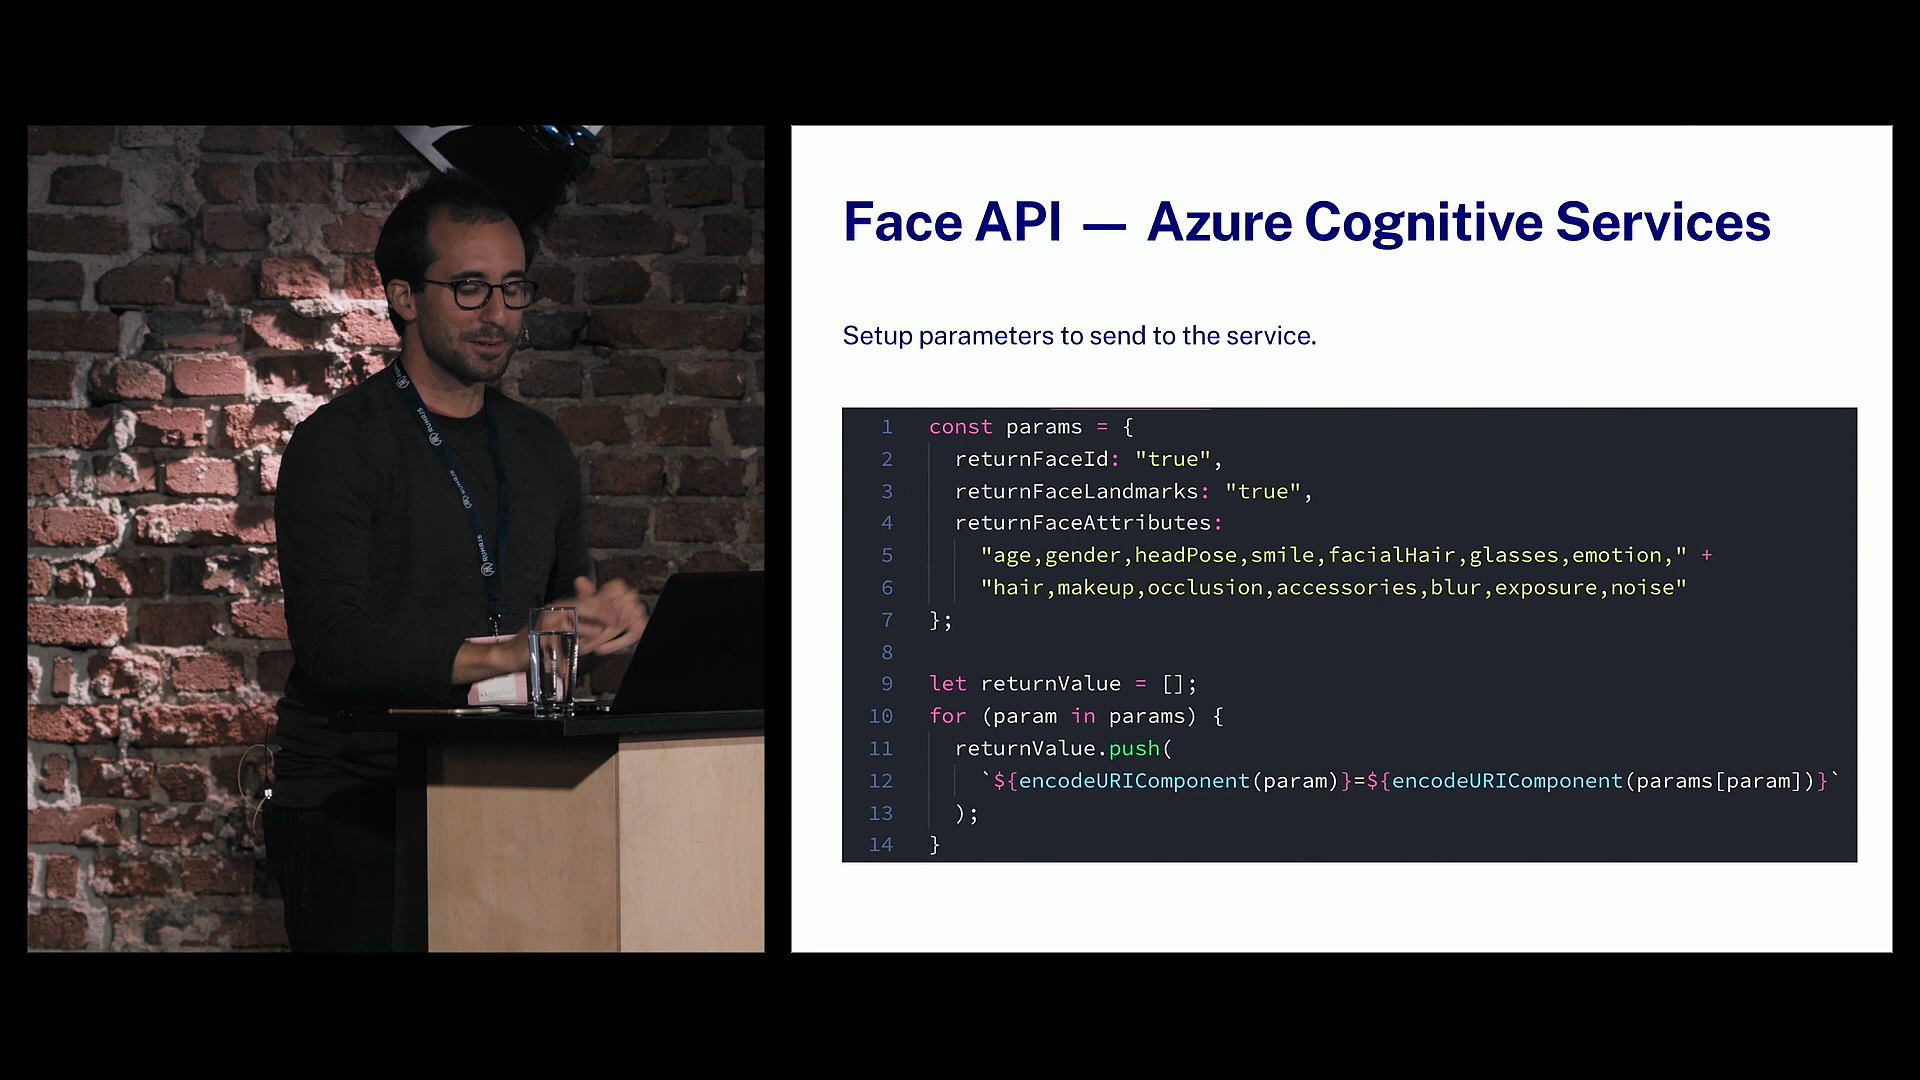 RUHRJS
RUHRJS
RUHRJS
Face API — Azure Cognitive Services
Setup parameters to send to the service.
1 const params = {
2 returnFaceId: "true",
3 returnFaceLandmarks: "true",
4 returnFaceAttributes:
5 "age,gender,headPose,smile,facialHair,glasses,emotion," +
6 "hair,makeup,occlusion,accessories,blur,exposure,noise"
7 };
8
9 let returnValue = [];
10 for (param in params) {
11 returnValue.push(
12 `${encodeURIComponent(param)}=${encodeURIComponent(params[param])}`
13 );
14 }